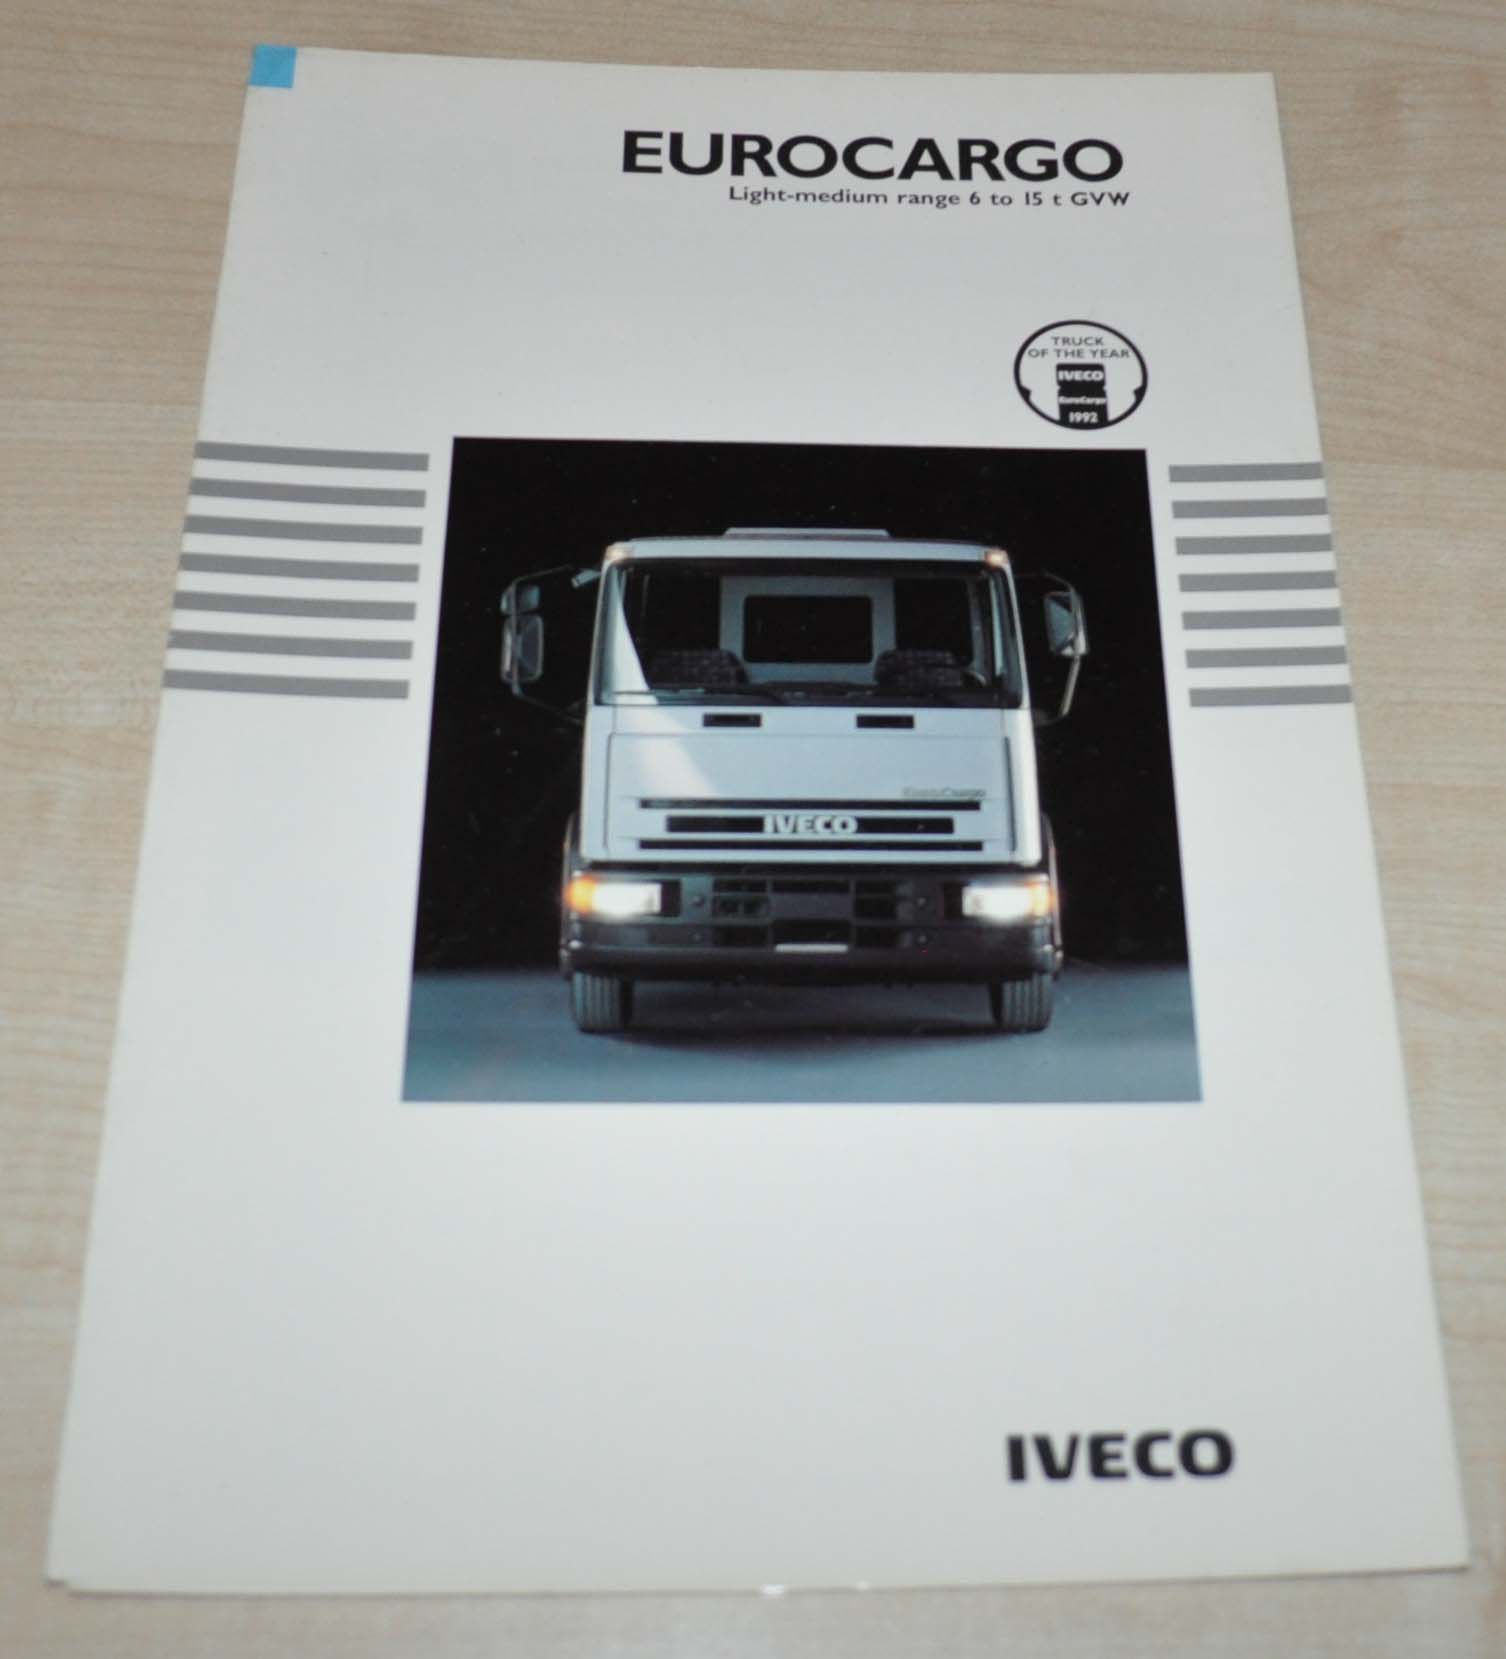 EUROCARGO
Light-medium range 6 to 15 t GVW
TRUCK
OF THE YEAR
IVECO
EuroCargo
1992
EuroCargo
IVECO
IVECO